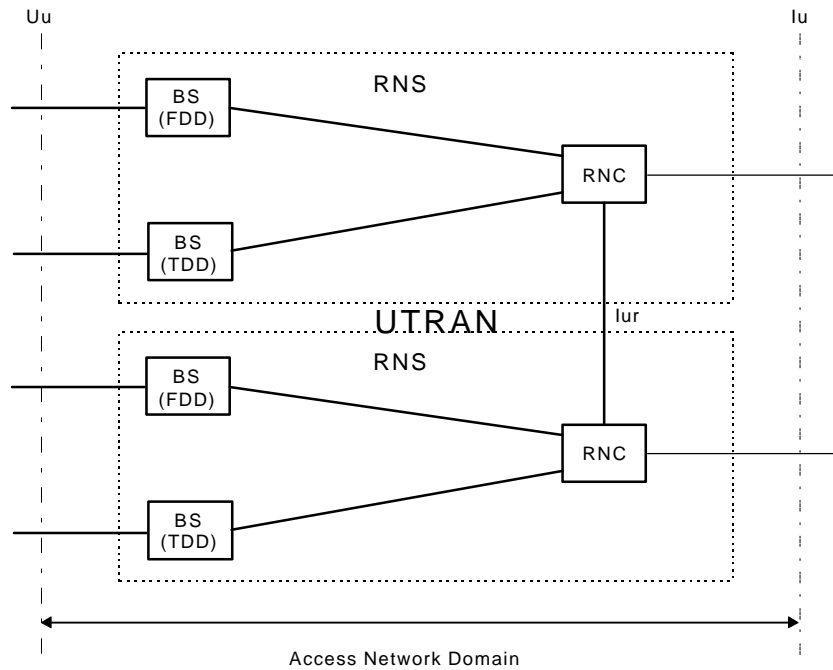 Uu
Iu
RNS
BS
(FDD)
RNC
BS
(TDD)
UTRAN
Iur
RNS
BS
(FDD)
RNC
BS
(TDD)
Access Network Domain